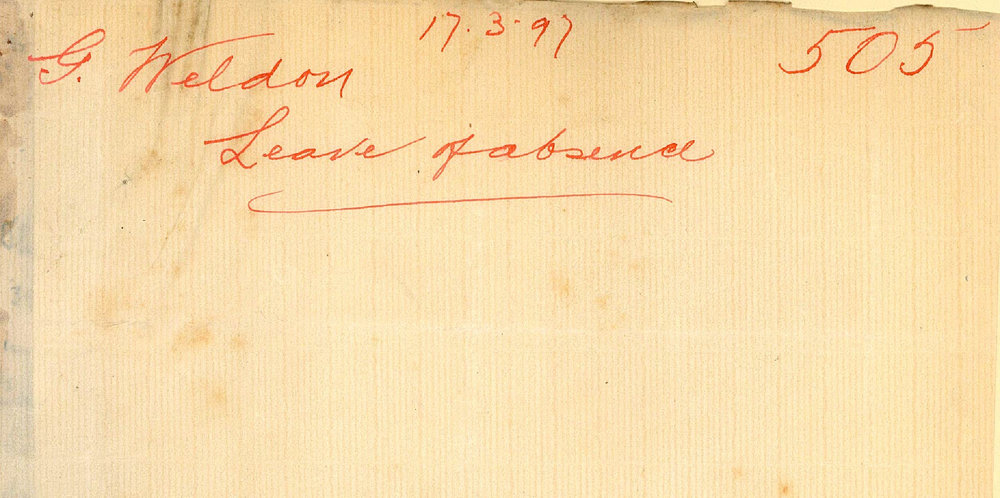 17.3.97
505
G. Weldon
Leave of absence